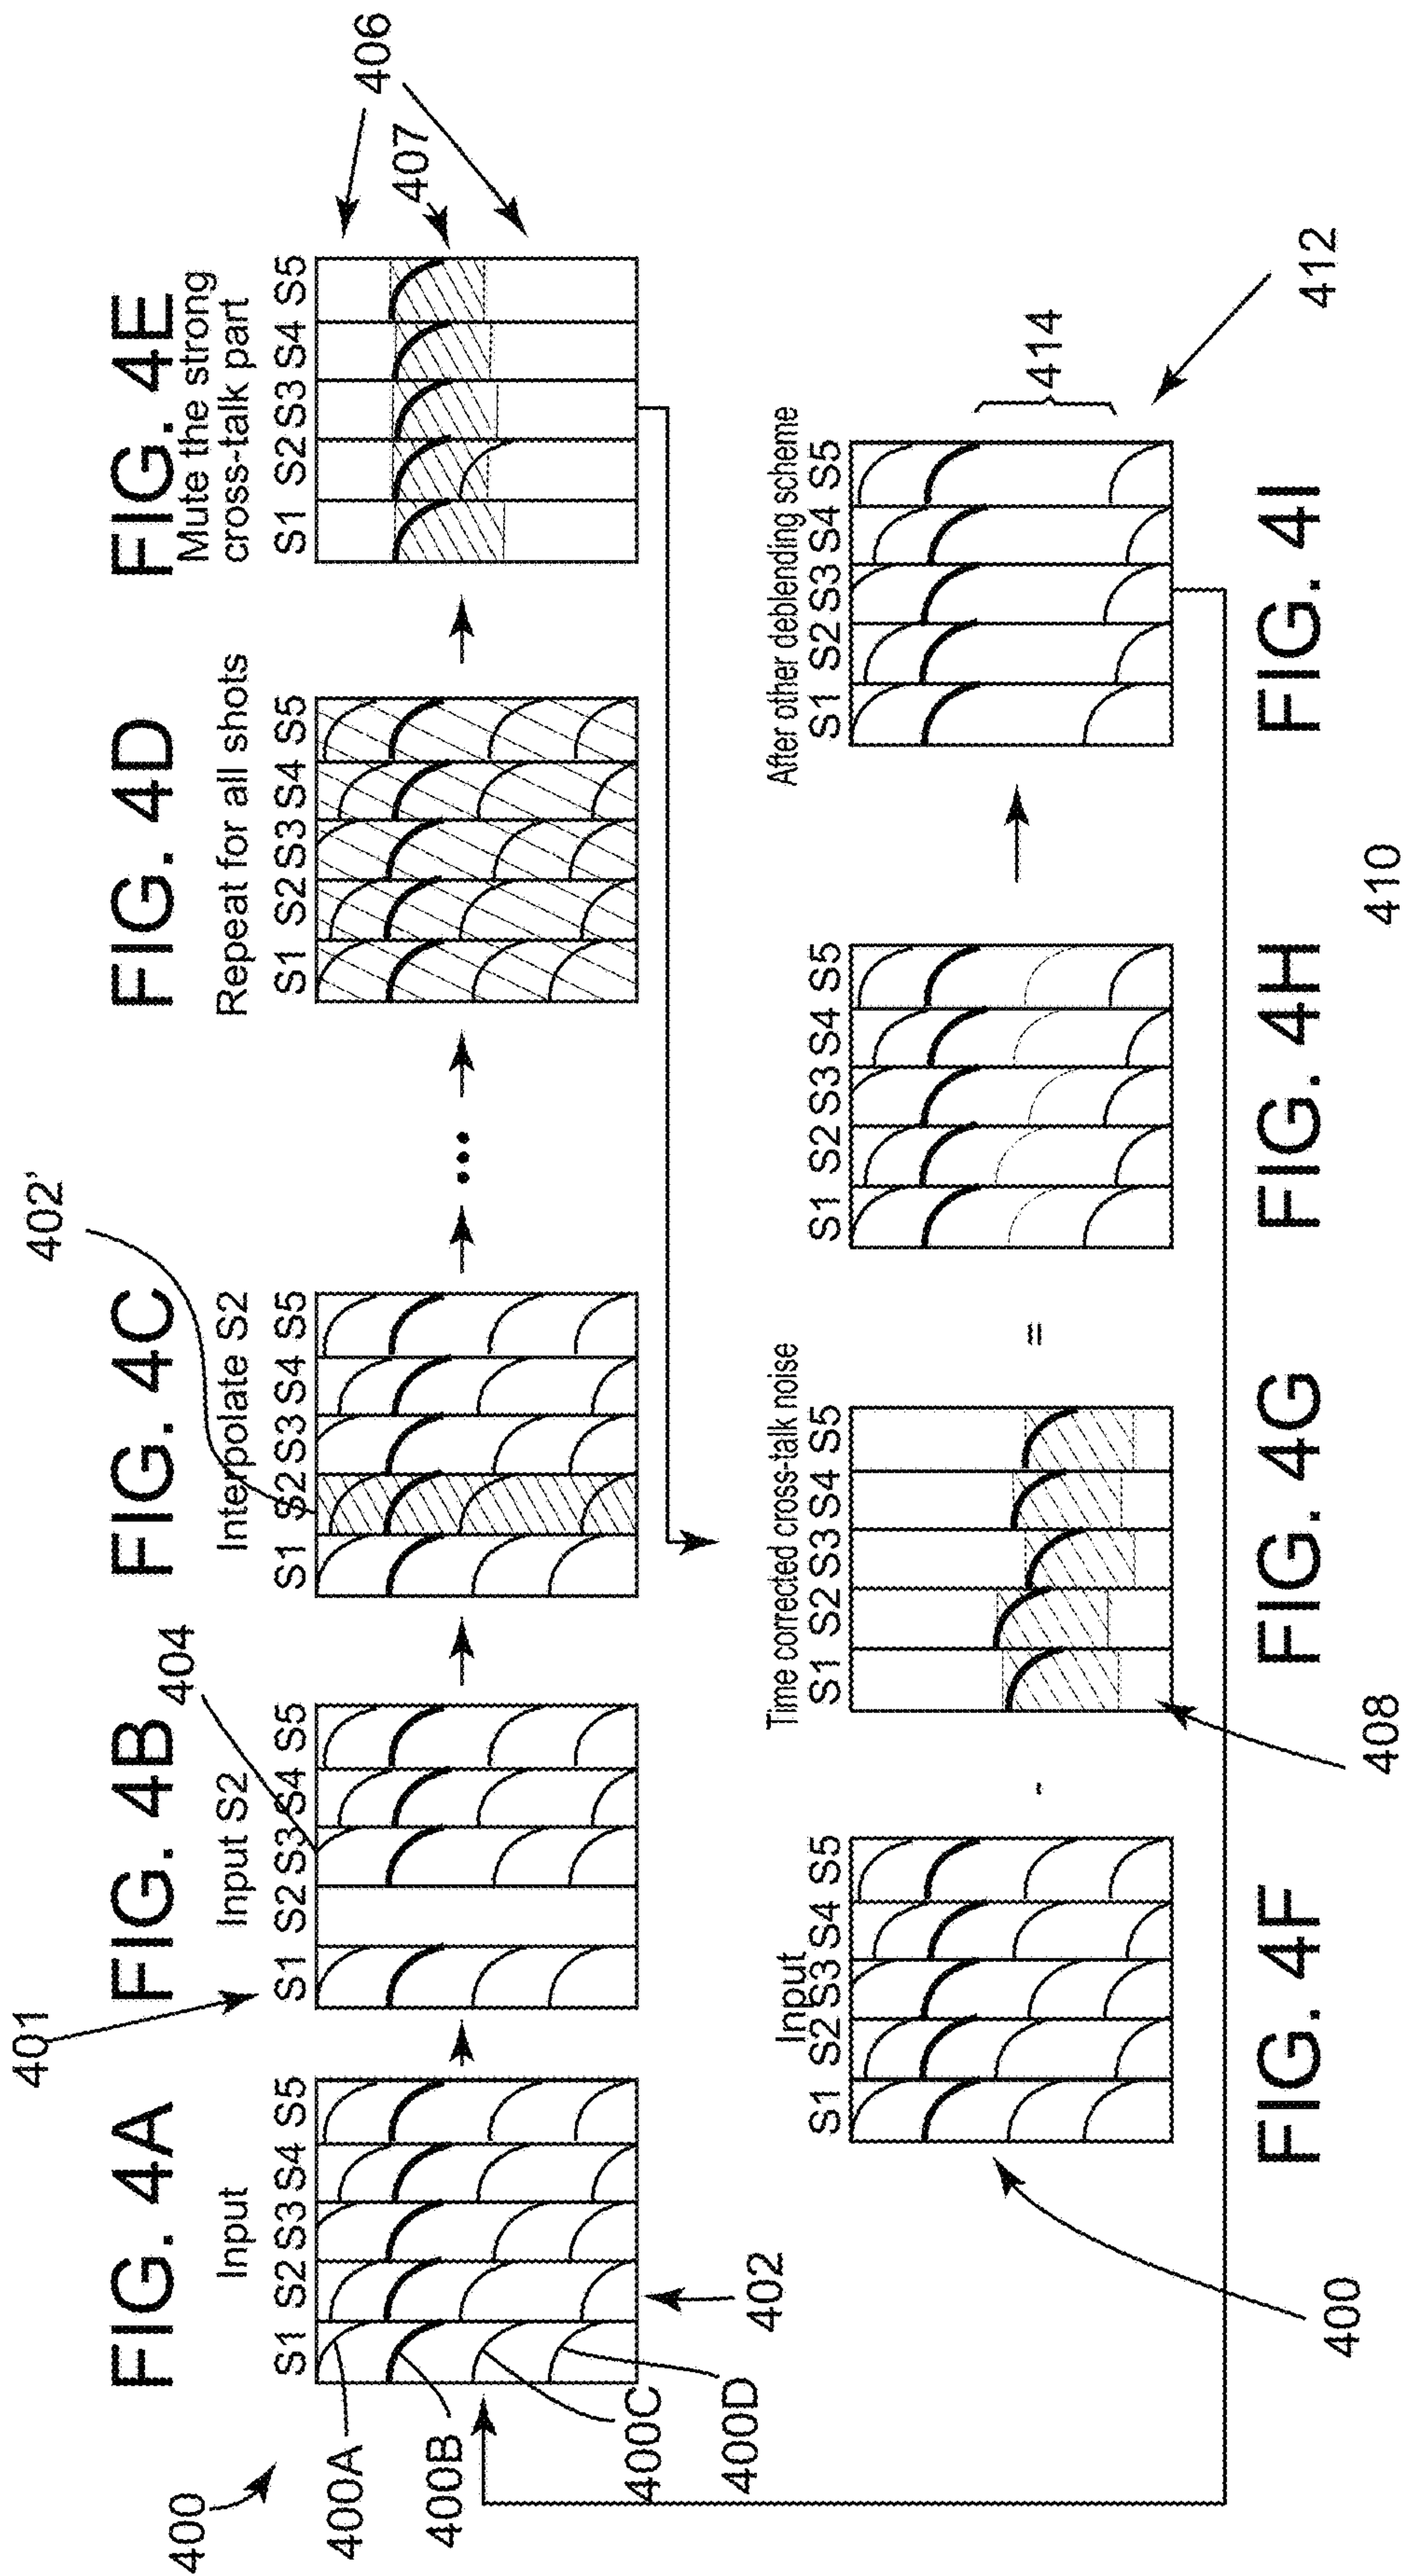 FIG. 4A
Input
S1 S2 S3 S4 S5
400
400A
400B
400C
400D
402
FIG. 4B
Input S2
S1 S2 S3 S4 S5
401
404
FIG. 4C
Interpolate S2
S1 S2 S3 S4 S5
402'
...
FIG. 4D
Repeat for all shots
S1 S2 S3 S4 S5
FIG. 4E
Mute the strong
cross-talk part
S1 S2 S3 S4 S5
406
407
Input
S1 S2 S3 S4 S5
400
FIG. 4F
-
Time corrected cross-talk noise
S1 S2 S3 S4 S5
408
FIG. 4G
=
S1 S2 S3 S4 S5
FIG. 4H
410
After other deblending scheme
S1 S2 S3 S4 S5
414
412
FIG. 4I